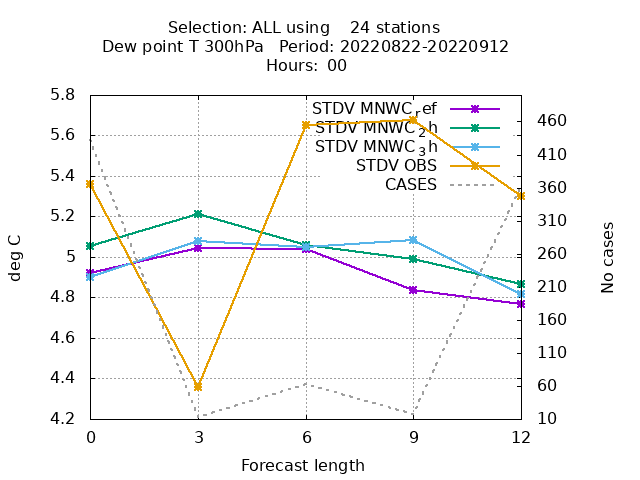 Selection: ALL using    24 stations
Dew point T 300hPa   Period: 20220822-20220912
Hours: 00
5.8
5.6
5.4
5.2
5
4.8
4.6
4.4
4.2
deg C
STDV MNWC_ref
STDV MNWC_2h
STDV MNWC_3h
STDV OBS
CASES
460
410
360
310
260
210
160
110
60
10
No cases
0 3 6 9 12
Forecast length